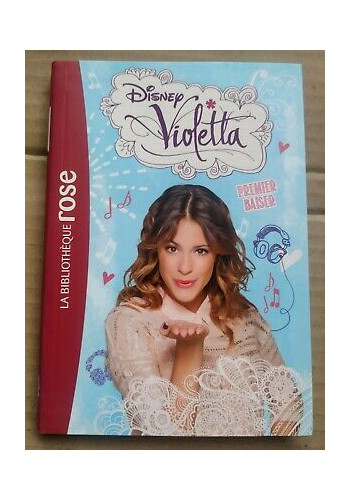 Disney
Violetta
PREMIER
BAISER
LA BIBLIOTHÈQUE rose